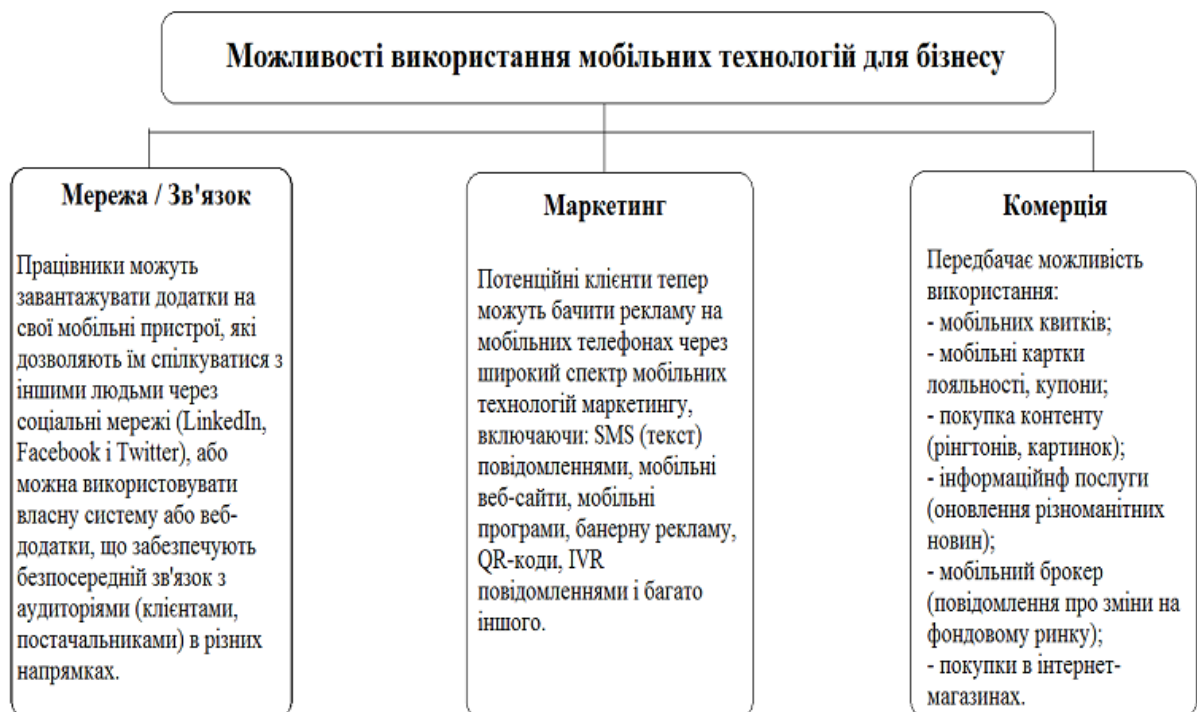 Можливості використання мобільних технологій для бізнесу
Мережа / Зв'язок
Працівники можуть
завантажувати додатки на
свої мобільні пристрої, які
дозволяють їм спілкуватися з
іншими людьми через
соціальні мережі (LinkedIn,
Facebook і Twitter), або
можна використовувати
власну систему або веб-
додатки, що забезпечують
безпосередній зв'язок з
аудиторіями (клієнтами,
постачальниками) в різних
напрямках.
Маркетинг
Потенційні клієнти тепер
можуть бачити рекламу на
мобільних телефонах через
широкий спектр мобільних
технологій маркетингу,
включаючи: SMS (текст)
повідомленнями, мобільні
веб-сайти, мобільні
програми, банерну рекламу,
QR-коди, IVR
повідомленнями і багато
іншого.
Комерція
Передбачає можливість
використання:
- мобільних квитків;
- мобільні картки
лояльності, купони;
- покупка контенту
(рінгтонів, картинок);
- інформаційнф послуги
(оновлення різноманітних
новин);
- мобільний брокер
(повідомлення про зміни на
фондовому ринку);
- покупки в інтернет-
магазинах.